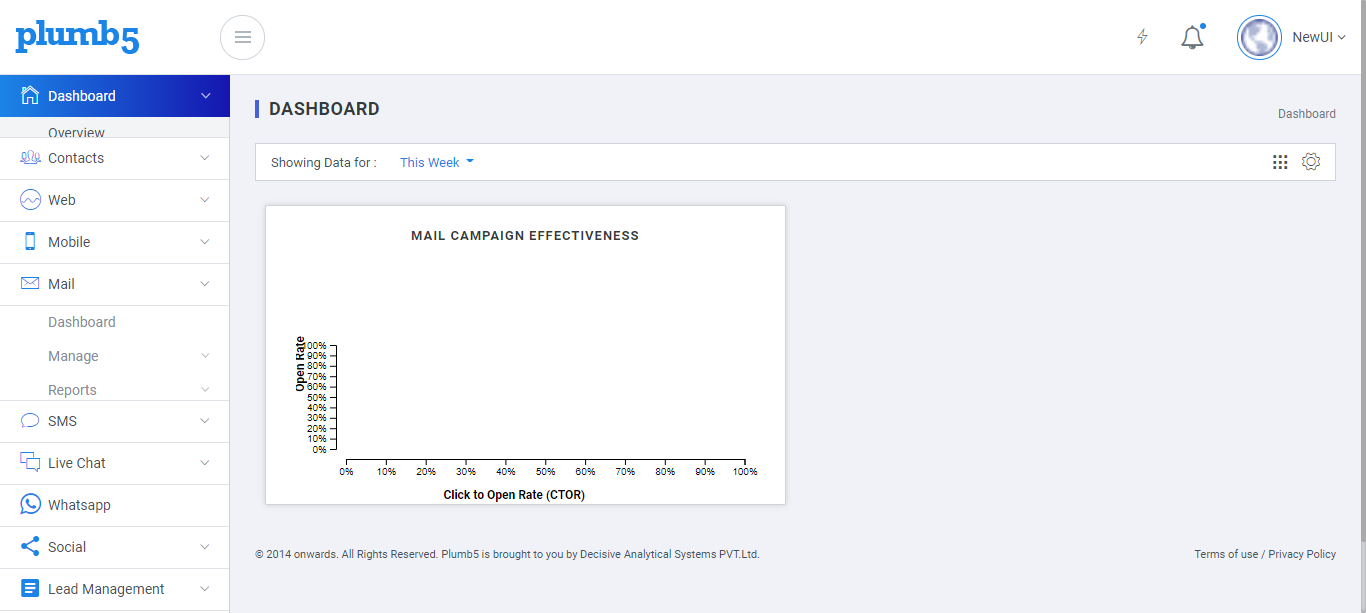 plumb5
NewUI
Dashboard
Overview
Contacts
Web
Mobile
Mail
Dashboard
Manage
Reports
SMS
Live Chat
Whatsapp
Social
Lead Management
DASHBOARD
Dashboard
Showing Data for :
This Week
MAIL CAMPAIGN EFFECTIVENESS
Open Rate
100%
90%
80%
70%
60%
50%
40%
30%
20%
10%
0%
0% 10% 20% 30% 40% 50% 60% 70% 80% 90% 100%
Click to Open Rate (CTOR)
© 2014 onwards. All Rights Reserved. Plumb5 is brought to you by Decisive Analytical Systems PVT.Ltd.
Terms of use / Privacy Policy